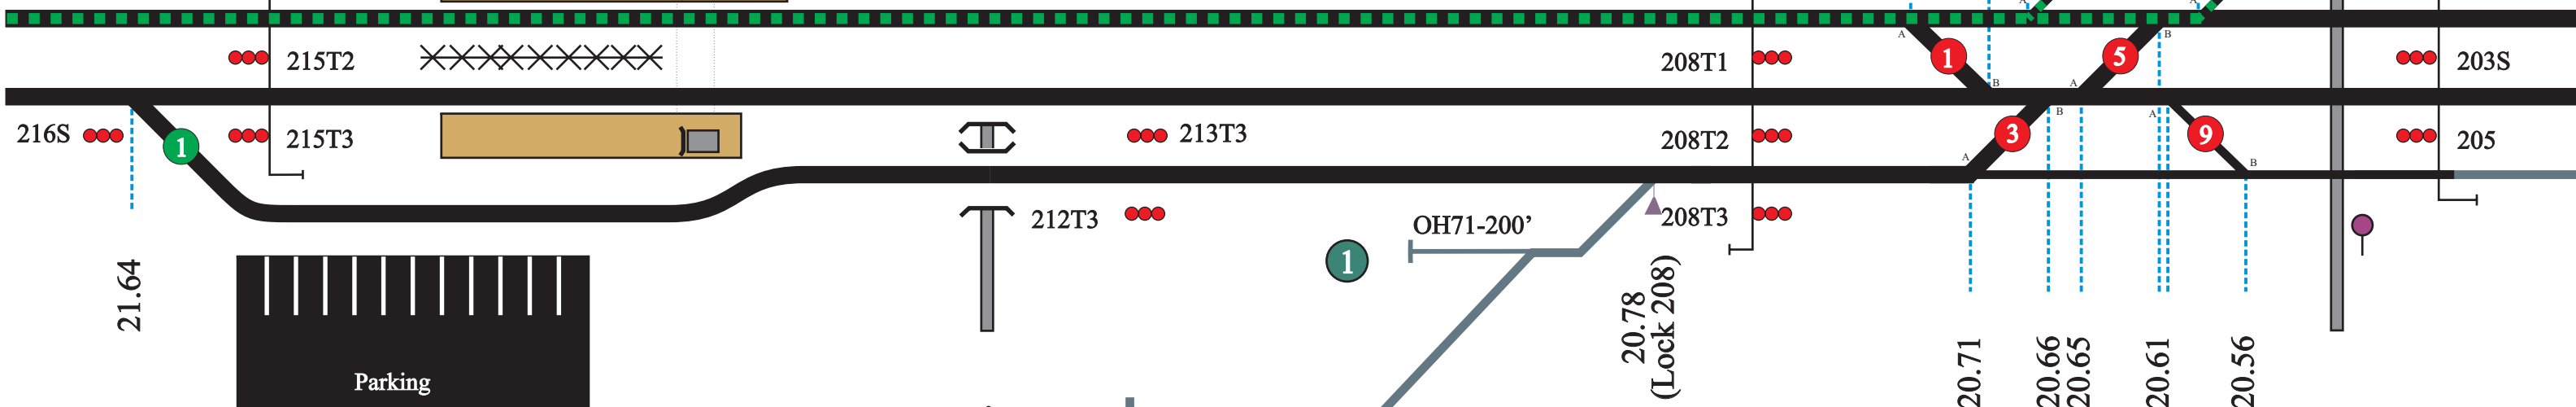 A
A
A
B
215T2
208T1
1
5
203S
B
A
216S
1
215T3
213T3
208T2
3
B
A
9
205
A
B
212T3
OH71-200’
208T3
1
21.64
20.78
(Lock 208)
20.71
20.66
20.65
20.61
20.56
Parking